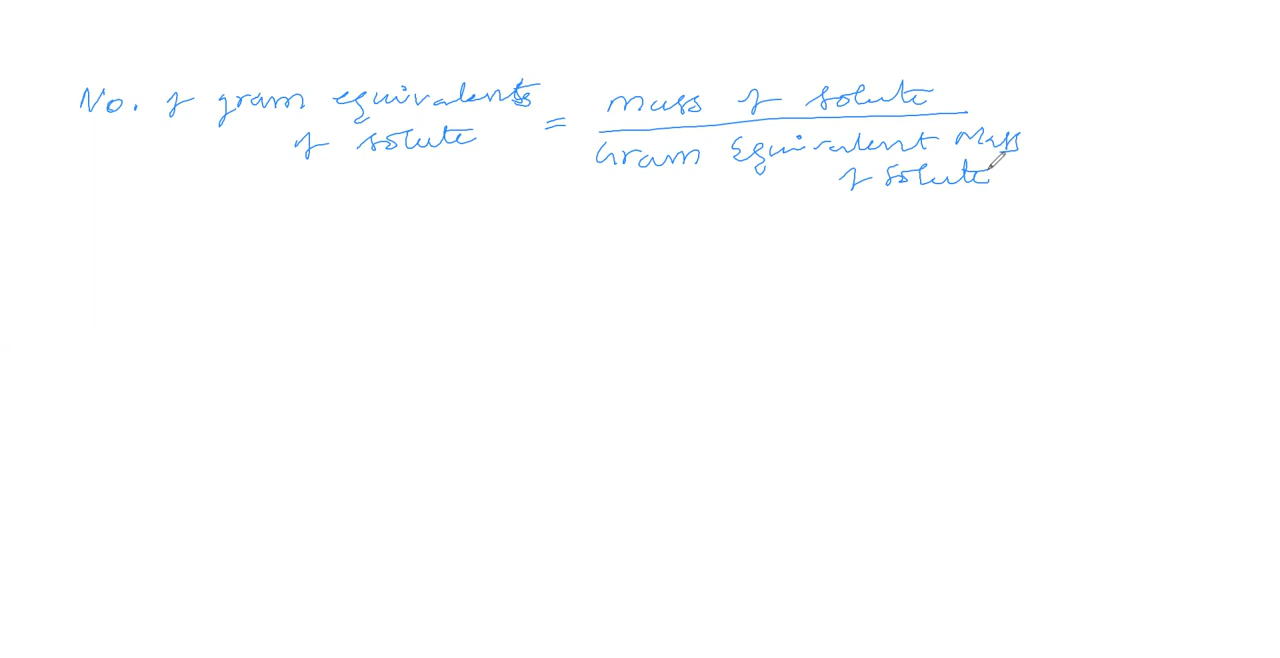 No. of gram equivalents
of solute
=
mass of solute
Gram Equivalent Mass
of solute